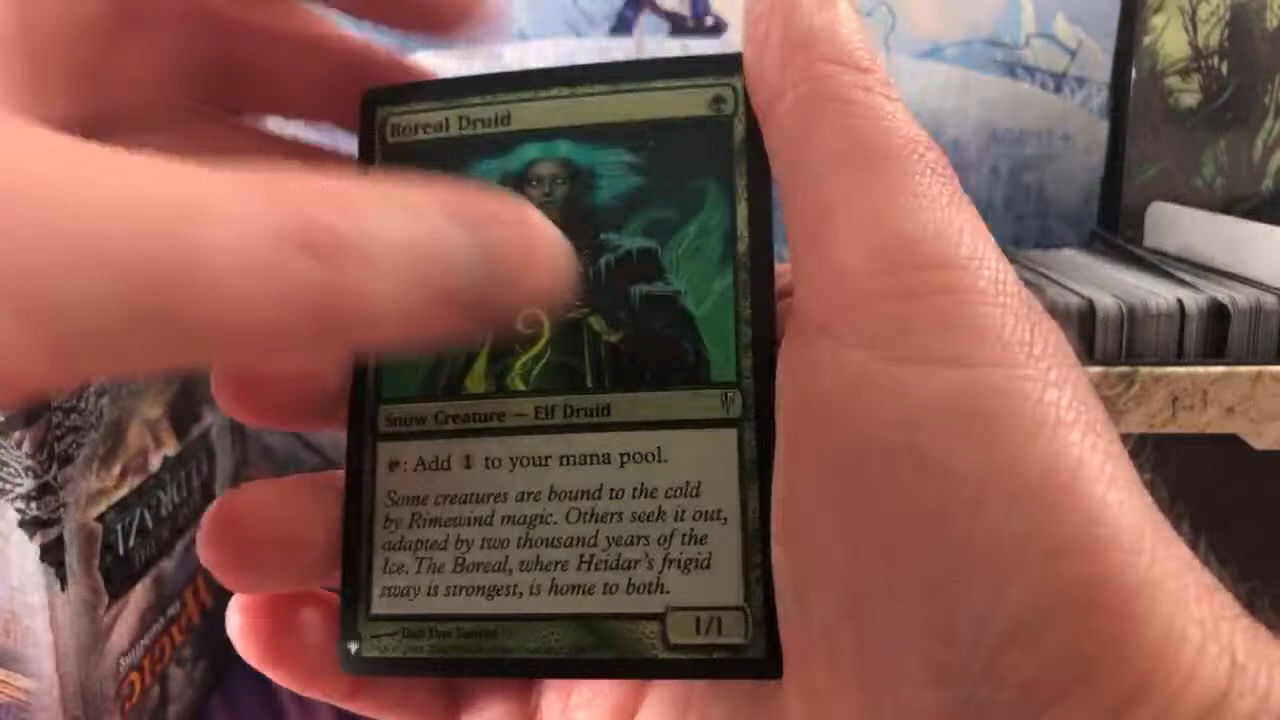 Boreal Druid
Snow Creature — Elf Druid
: Add 1 to your mana pool.
Some creatures are bound to the cold
by Rimewind magic. Others seek it out,
adapted by two thousand years of the
Ice. The Boreal, where Heidar's frigid
sway is strongest, is home to both.
1/1
MAGIC